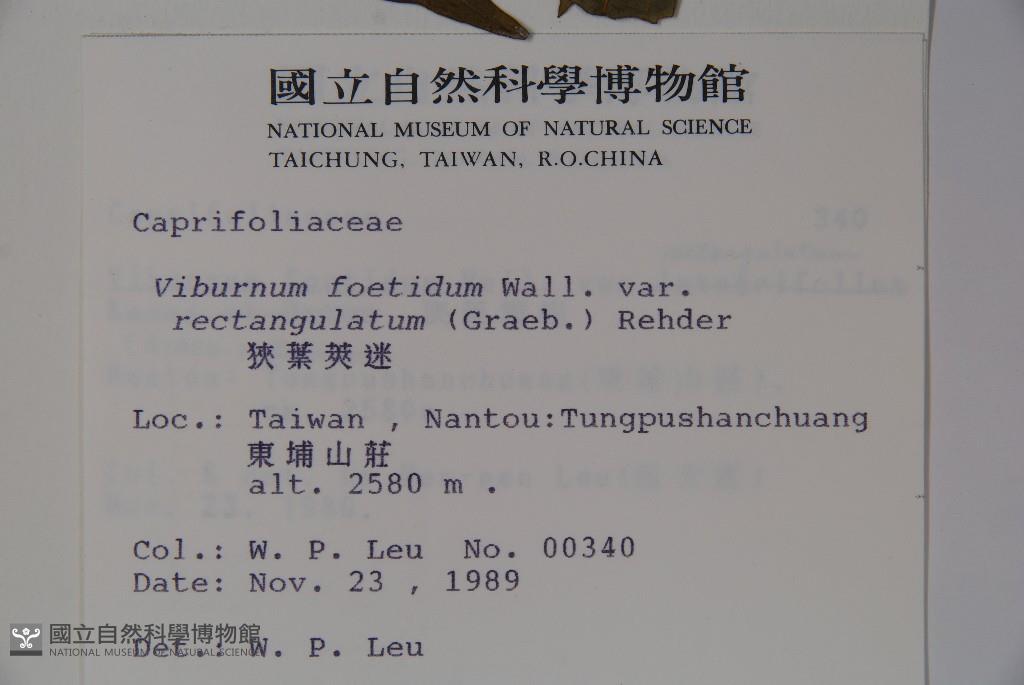 國立自然科學博物館
NATIONAL MUSEUM OF NATURAL SCIENCE
TAICHUNG, TAIWAN, R.O.CHINA
Caprifoliaceae
Viburnum foetidum Wall. var.
rectangulatum (Graeb.) Rehder
狹葉莢迷
Loc.: Taiwan , Nantou:Tungpushanchuang
東埔山莊
alt. 2580 m .
Col.: W. P. Leu No. 00340
Date: Nov. 23 , 1989
Det.: W. P. Leu
國立自然科學博物館
NATIONAL MUSEUM OF NATURAL SCIENCE